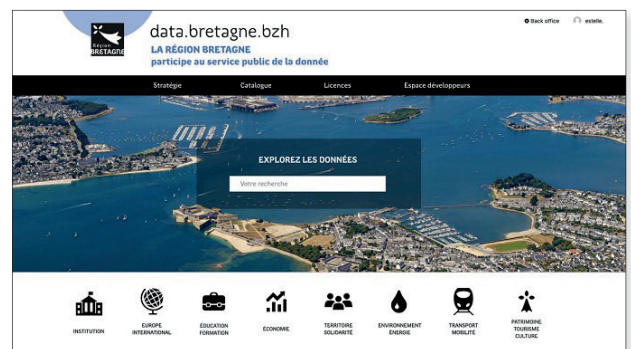 Back office estelle.
Région
BRETAGNE
data.bretagne.bzh
LA RÉGION BRETAGNE
participe au service public de la donnée
Stratégie Catalogue Licences Espace développeurs
EXPLOREZ LES DONNÉES
Votre recherche
INSTITUTION
EUROPE
INTERNATIONAL
ÉDUCATION
FORMATION
ÉCONOMIE
TERRITOIRE
SOLIDARITÉ
ENVIRONNEMENT
ENERGIE
TRANSPORT
MOBILITÉ
PATRIMOINE
TOURISME
CULTURE